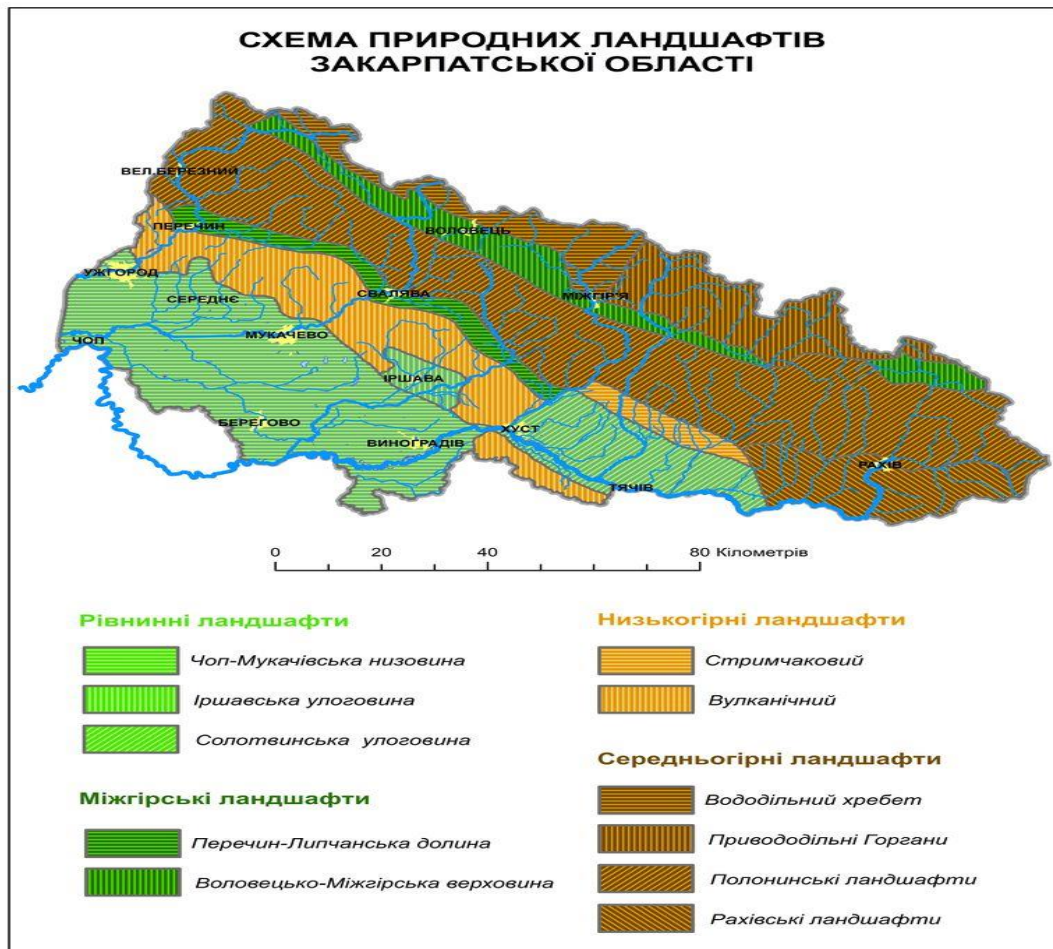 СХЕМА ПРИРОДНИХ ЛАНДШАФТІВ
ЗАКАРПАТСЬКОЇ ОБЛАСТІ
ВЕЛ.БЕРЕЗНИЙ
ПЕРЕЧИН
ВОЛОВЕЦЬ
УЖГОРОД
СЕРЕДНЄ
СВАЛЯВА
МІЖГІР'Я
ЧОП
МУКАЧЕВО
ІРШАВА
БЕРЕГОВО
ВИНОГРАДІВ
ХУСТ
РАХІВ
ТЯЧІВ
0 20 40 80 Кілометрів
Рівнинні ландшафти
Чоп-Мукачівська низовина
Іршавська улоговина
Солотвинська улоговина
Міжгірські ландшафти
Перечин-Липчанська долина
Воловецько-Міжгірська верховина
Низькогірні ландшафти
Стримчаковий
Вулканічний
Середньогірні ландшафти
Вододільний хребет
Привододільні Горгани
Полонинські ландшафти
Рахівські ландшафти